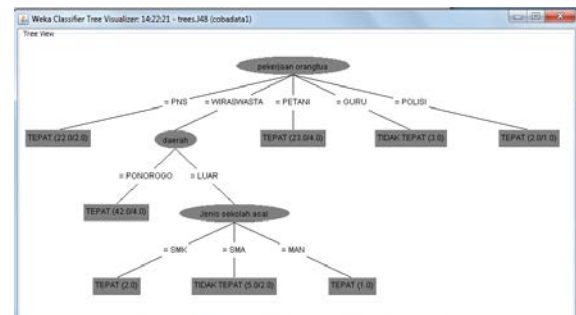 Weka Classifier Tree Visualizer: 14:22:21 - trees.J48 (cobadata1)
Tree View
pekerjaan orangtua
= PNS = WIRASWASTA = PETANI = GURU = POLISI
TEPAT (22.0/2.0) daerah TEPAT (23.0/4.0) TIDAK TEPAT (3.0) TEPAT (2.0/1.0)
= PONOROGO = LUAR
TEPAT (42.0/4.0) Jenis sekolah asal
= SMK = SMA = MAN
TEPAT (2.0) TIDAK TEPAT (5.0/2.0) TEPAT (1.0)